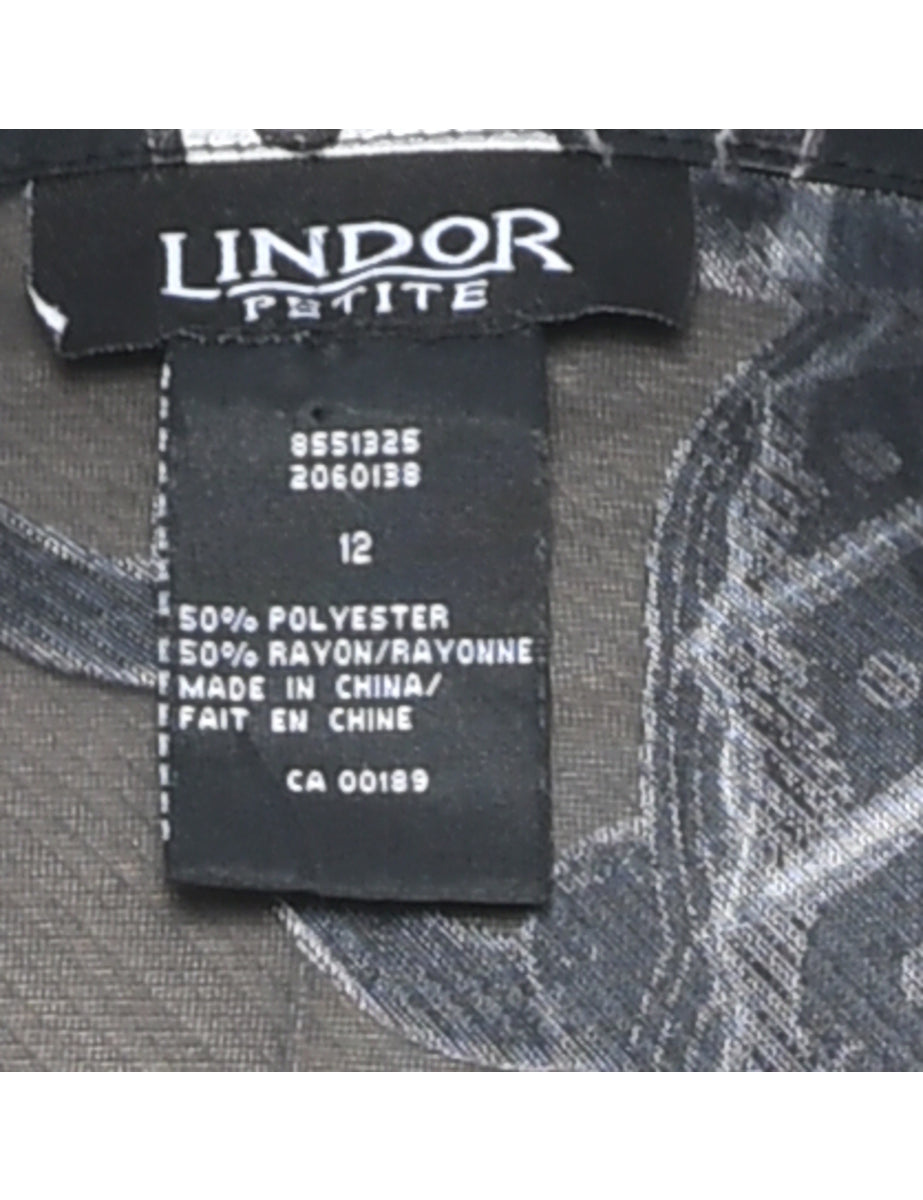 LINDOR
PETITE
8551325
2060138
12
50% POLYESTER
50% RAYON/RAYONNE
MADE IN CHINA/
FAIT EN CHINE
CA 00189